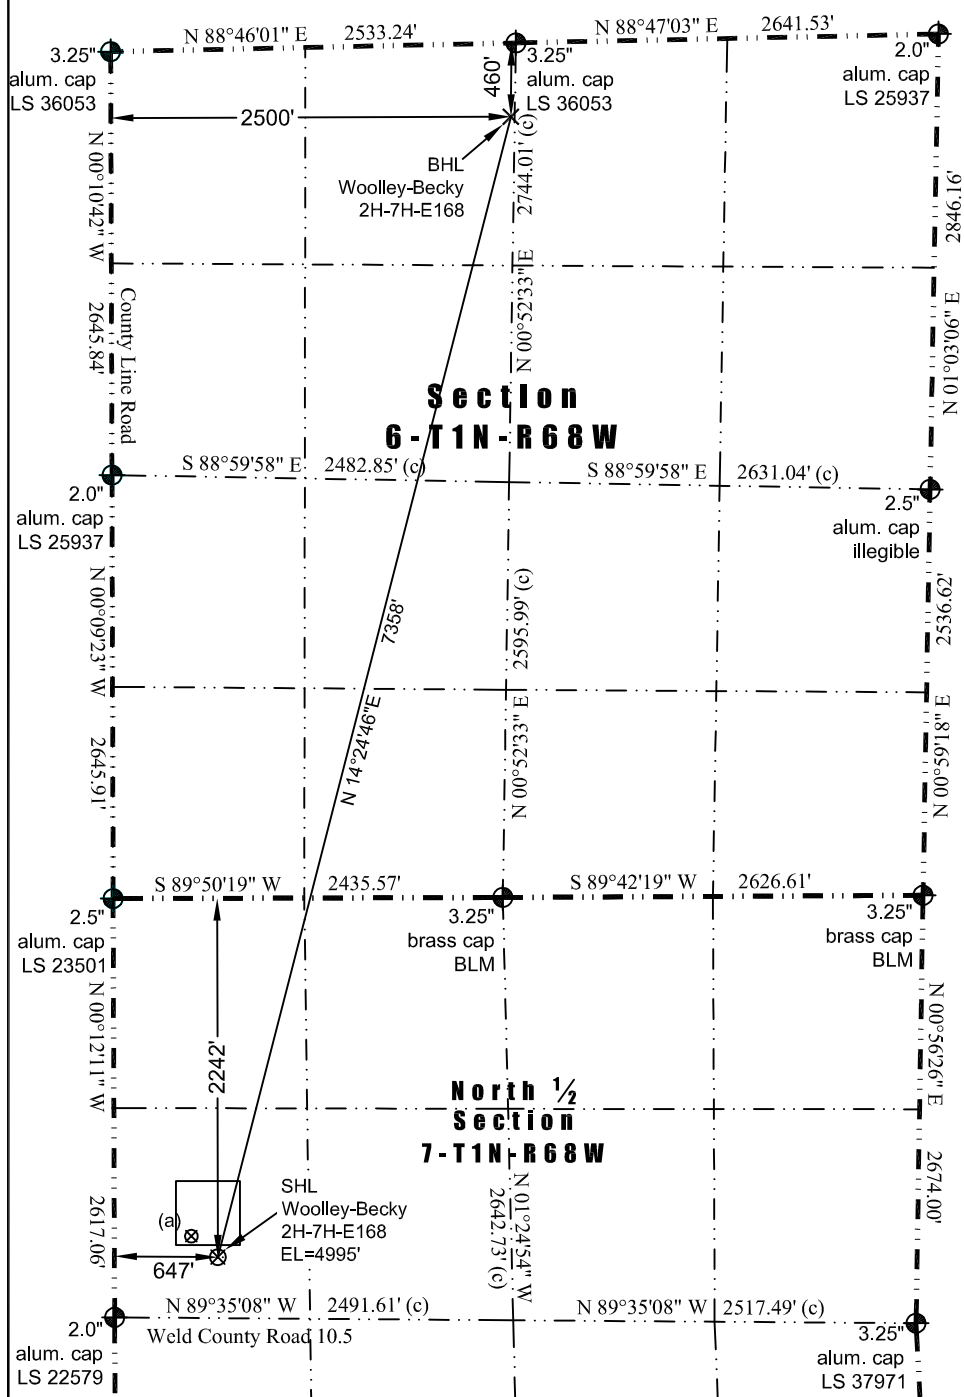 N 88°46'01" E 2533.24' N 88°47'03" E 2641.53'
3.25"
alum. cap
LS 36053
460'
3.25"
alum. cap
LS 36053
2.0"
alum. cap
LS 25937
2500'
BHL
Woolley-Becky
2H-7H-E168
N 00°10'42" W 2645.84'
County Line Road
N 00°52'33" E 2744.01' (c)
2846.16'
N 01°03'06" E
Section
6-T1N-R68W
S 88°59'58" E 2482.85' (c)
S 88°59'58" E 2631.04' (c)
2.0"
alum. cap
LS 25937
2.5"
alum. cap
illegible
N 00°09'23" W 2645.91'
7358'
N 14°24'46"E
N 00°52'33" E 2595.99' (c)
2536.62'
N 00°59'18" E
S 89°50'19" W 2435.57'
S 89°42'19" W 2626.61'
2.5"
alum. cap
LS 23501
3.25"
brass cap
BLM
3.25"
brass cap
BLM
N 00°12'11" W 2617.06'
2242'
North ½
Section
7-T1N-R68W
N 00°56'26" E 2674.00'
SHL
Woolley-Becky
2H-7H-E168
EL=4995'
(a)
647'
N 01°24'54" W
2642.73' (c)
N 89°35'08" W 2491.61' (c)
N 89°35'08" W 2517.49' (c)
Weld County Road 10.5
2.0"
alum. cap
LS 22579
3.25"
alum. cap
LS 37971